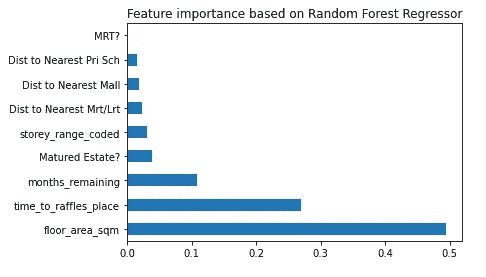 Feature importance based on Random Forest Regressor
MRT?
Dist to Nearest Pri Sch
Dist to Nearest Mall
Dist to Nearest Mrt/Lrt
storey_range_coded
Matured Estate?
months_remaining
time_to_raffles_place
floor_area_sqm
0.0 0.1 0.2 0.3 0.4 0.5